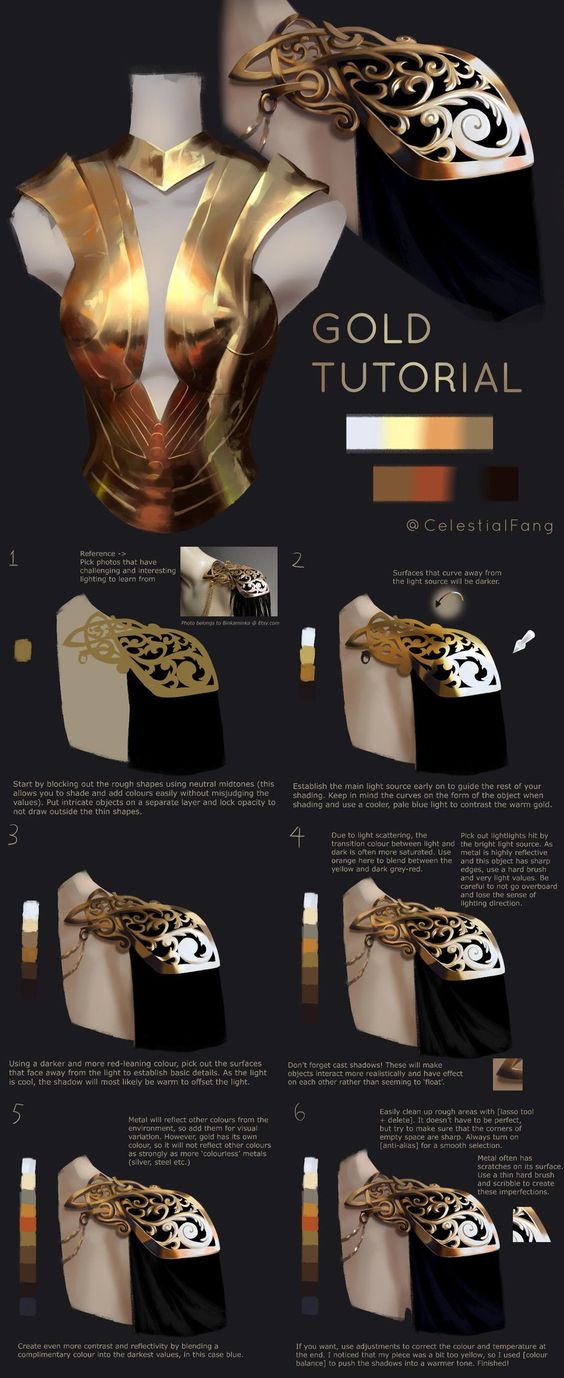 GOLD
TUTORIAL
@CelestialFang
1
Reference ->
Pick photos that have
challenging and interesting
lighting to learn from
Photo belongs to Binkaminka @ Etsy.com
Start by blocking out the rough shapes using neutral midtones (this
allows you to shade and add colours easily without misjudging the
values). Put intricate objects on a separate layer and lock opacity to
not draw outside the thin shapes.
2
Surfaces that curve away from
the light source will be darker.
Establish the main light source early on to guide the rest of your
shading. Keep in mind the curves on the form of the object when
shading and use a cooler, pale blue light to contrast the warm gold.
3
Using a darker and more red-leaning colour, pick out the surfaces
that face away from the light to establish basic details. As the light
is cool, the shadow will most likely be warm to offset the light.
4
Due to light scattering, the
transition colour between light and
dark is often more saturated. Use
orange here to blend between the
yellow and dark grey-red.
Pick out lightlights hit by
the bright light source. As
metal is highly reflective
and this object has sharp
edges, use a hard brush
and very light values. Be
careful to not go overboard
and lose the sense of
lighting direction.
Don't forget cast shadows! These will make
objects interact more realistically and have effect
on each other rather than seeming to 'float'.
5
Metal will reflect other colours from the
environment, so add them for visual
variation. However, gold has its own
colour, so it will not reflect other colours
as strongly as more 'colourless' metals
(silver, steel etc.)
Create even more contrast and reflectivity by blending a
complimentary colour into the darkest values, in this case blue.
6
Easily clean up rough areas with [lasso tool
+ delete]. It doesn't have to be perfect,
but try to make sure that the corners of
empty space are sharp. Always turn on
[anti-alias] for a smooth selection.
Metal often has
scratches on its surface.
Use a thin hard brush
and scribble to create
these imperfections.
If you want, use adjustments to correct the colour and temperature at
the end. I noticed that my piece was a bit too yellow, so I used [colour
balance] to push the shadows into a warmer tone. Finished!